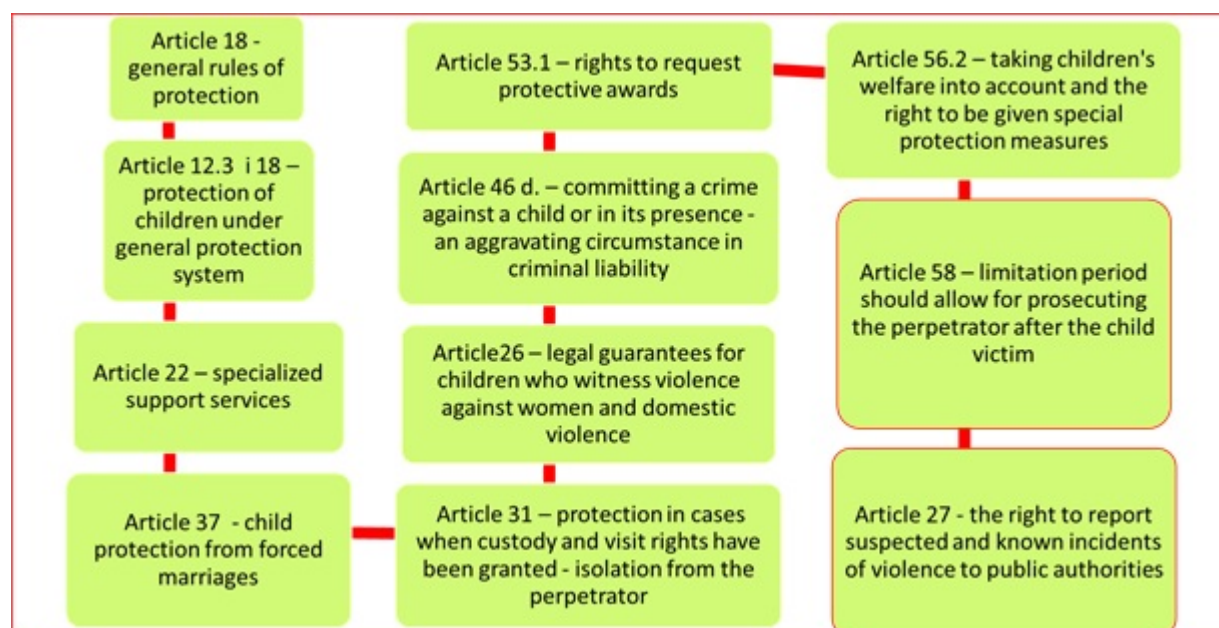 Article 18 -
general rules of
protection
Article 12.3  i 18 –
protection of
children under
general protection
system
Article 22 – specialized
support services
Article 37  - child
protection from forced
marriages
Article 31 – protection in cases
when custody and visit rights have
been granted - isolation from the
perpetrator
Article26 – legal guarantees for
children who witness violence
against women and domestic
violence
Article 46 d. – committing a crime
against a child or in its presence -
an aggravating circumstance in
criminal liability
Article 53.1 – rights to request
protective awards
Article 56.2 – taking children's
welfare into account and the
right to be given special
protection measures
Article 58 – limitation period
should allow for prosecuting
the perpetrator after the child
victim
Article 27 - the right to report
suspected and known incidents
of violence to public authorities